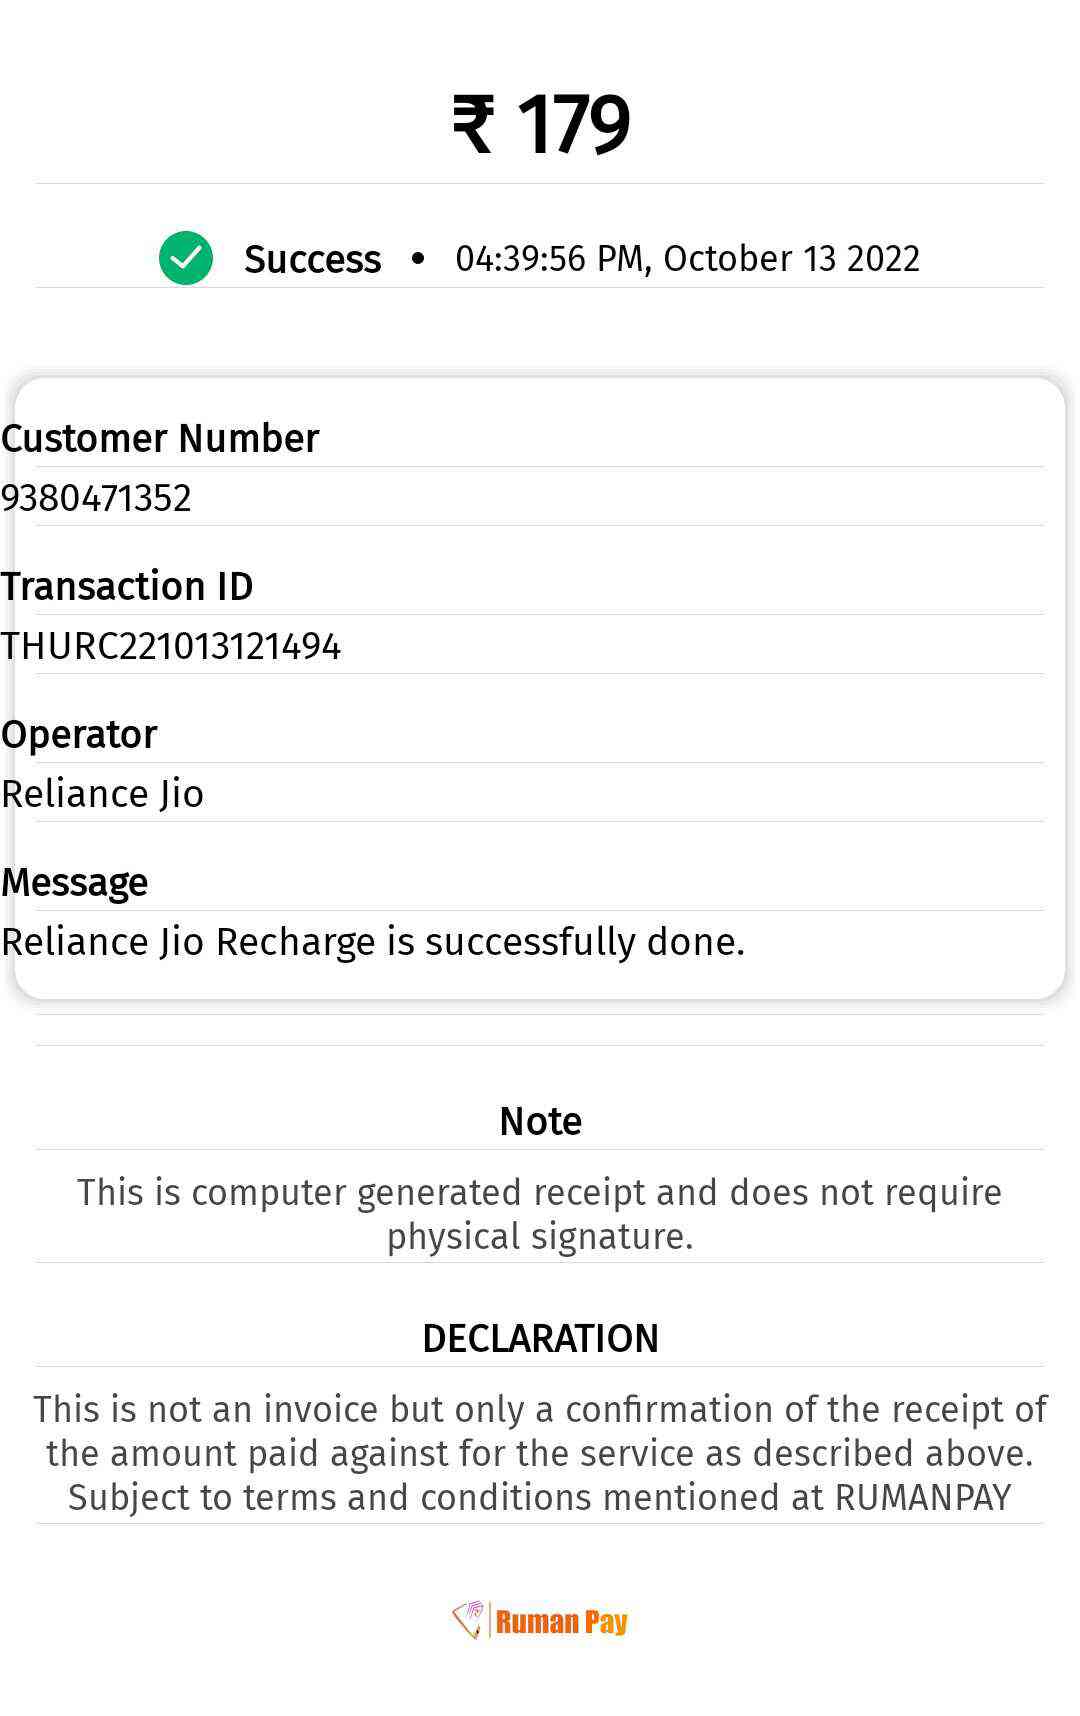 ₹ 179
Success • 04:39:56 PM, October 13 2022
Customer Number
9380471352
Transaction ID
THURC221013121494
Operator
Reliance Jio
Message
Reliance Jio Recharge is successfully done.
Note
This is computer generated receipt and does not require
physical signature.
DECLARATION
This is not an invoice but only a confirmation of the receipt of
the amount paid against for the service as described above.
Subject to terms and conditions mentioned at RUMANPAY
Ruman Pay